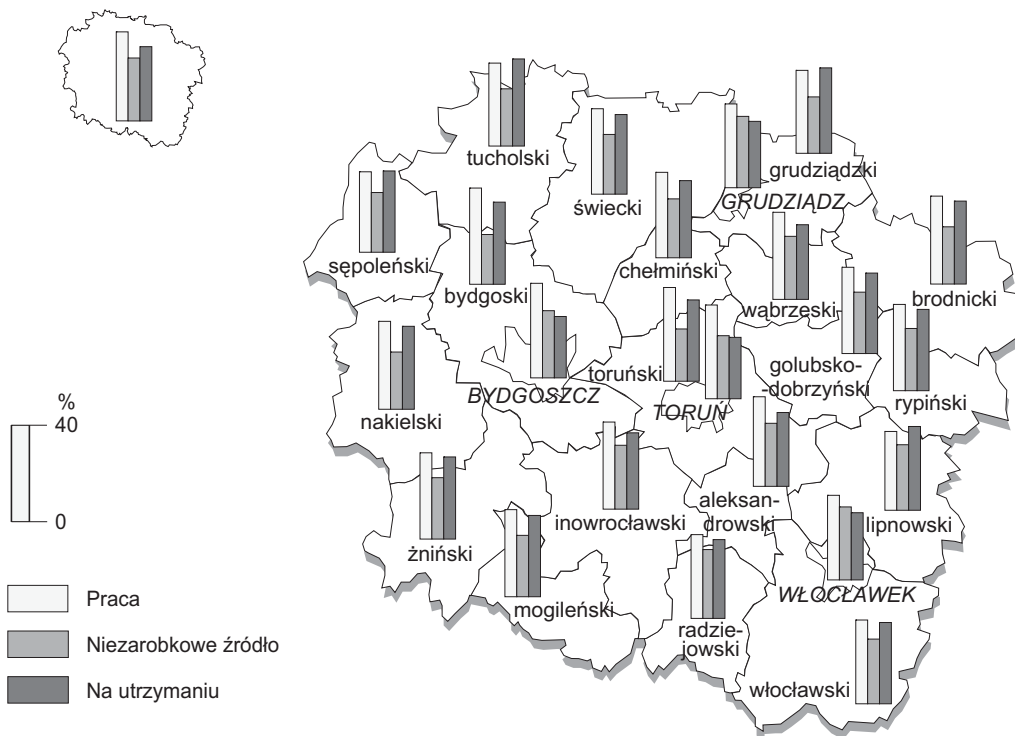 tucholski
grudziądzki
świecki
GRUDZIĄDZ
sępoleński
bydgoski
chełmiński
wąbrzeski
brodnicki
toruński
golubsko-
-dobrzyński
BYDGOSZCZ
TORUŃ
rypiński
nakielski
%
40
0
żniński
inowrocławski
aleksan-
drowski
lipnowski
mogileński
radzie-
jowski
WŁOCŁAWEK
włocławski
Praca
Niezarobkowe źródło
Na utrzymaniu